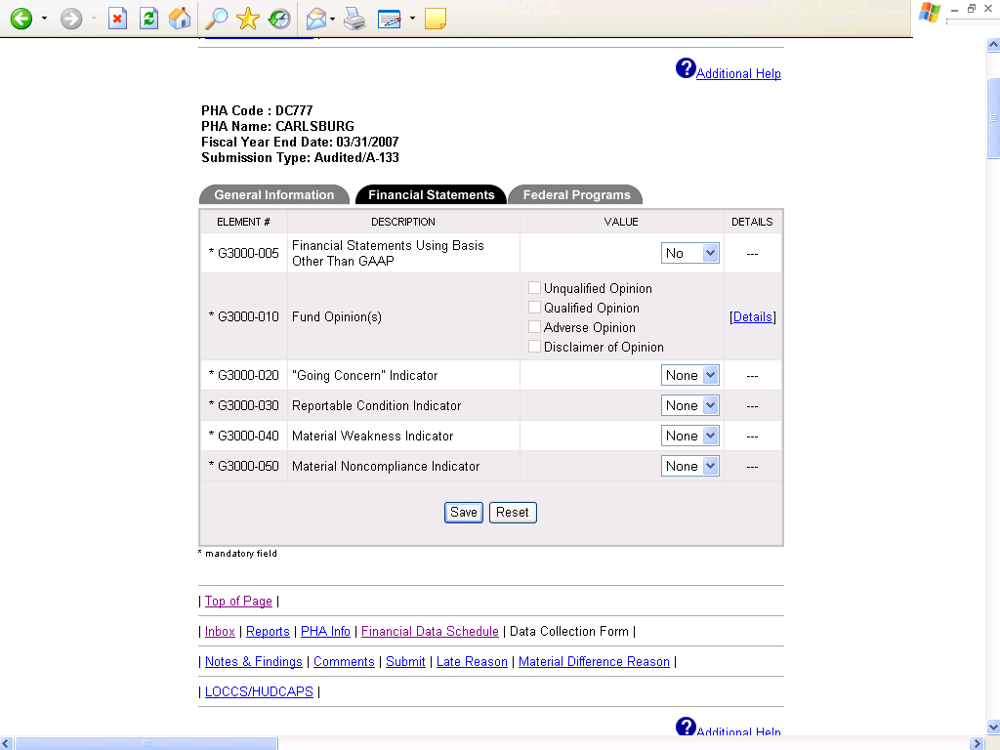 Additional Help
PHA Code : DC777
PHA Name: CARLSBURG
Fiscal Year End Date: 03/31/2007
Submission Type: Audited/A-133
General Information Financial Statements Federal Programs
ELEMENT # DESCRIPTION VALUE DETAILS
* G3000-005 Financial Statements Using Basis Other Than GAAP No ---
* G3000-010 Fund Opinion(s) [Details]
Unqualified Opinion
Qualified Opinion
Adverse Opinion
Disclaimer of Opinion
* G3000-020 "Going Concern" Indicator None ---
* G3000-030 Reportable Condition Indicator None ---
* G3000-040 Material Weakness Indicator None ---
* G3000-050 Material Noncompliance Indicator None ---
Save Reset
* mandatory field
| Top of Page |
| Inbox | Reports | PHA Info | Financial Data Schedule | Data Collection Form |
| Notes & Findings | Comments | Submit | Late Reason | Material Difference Reason |
| LOCCS/HUDCAPS |
Additional Help